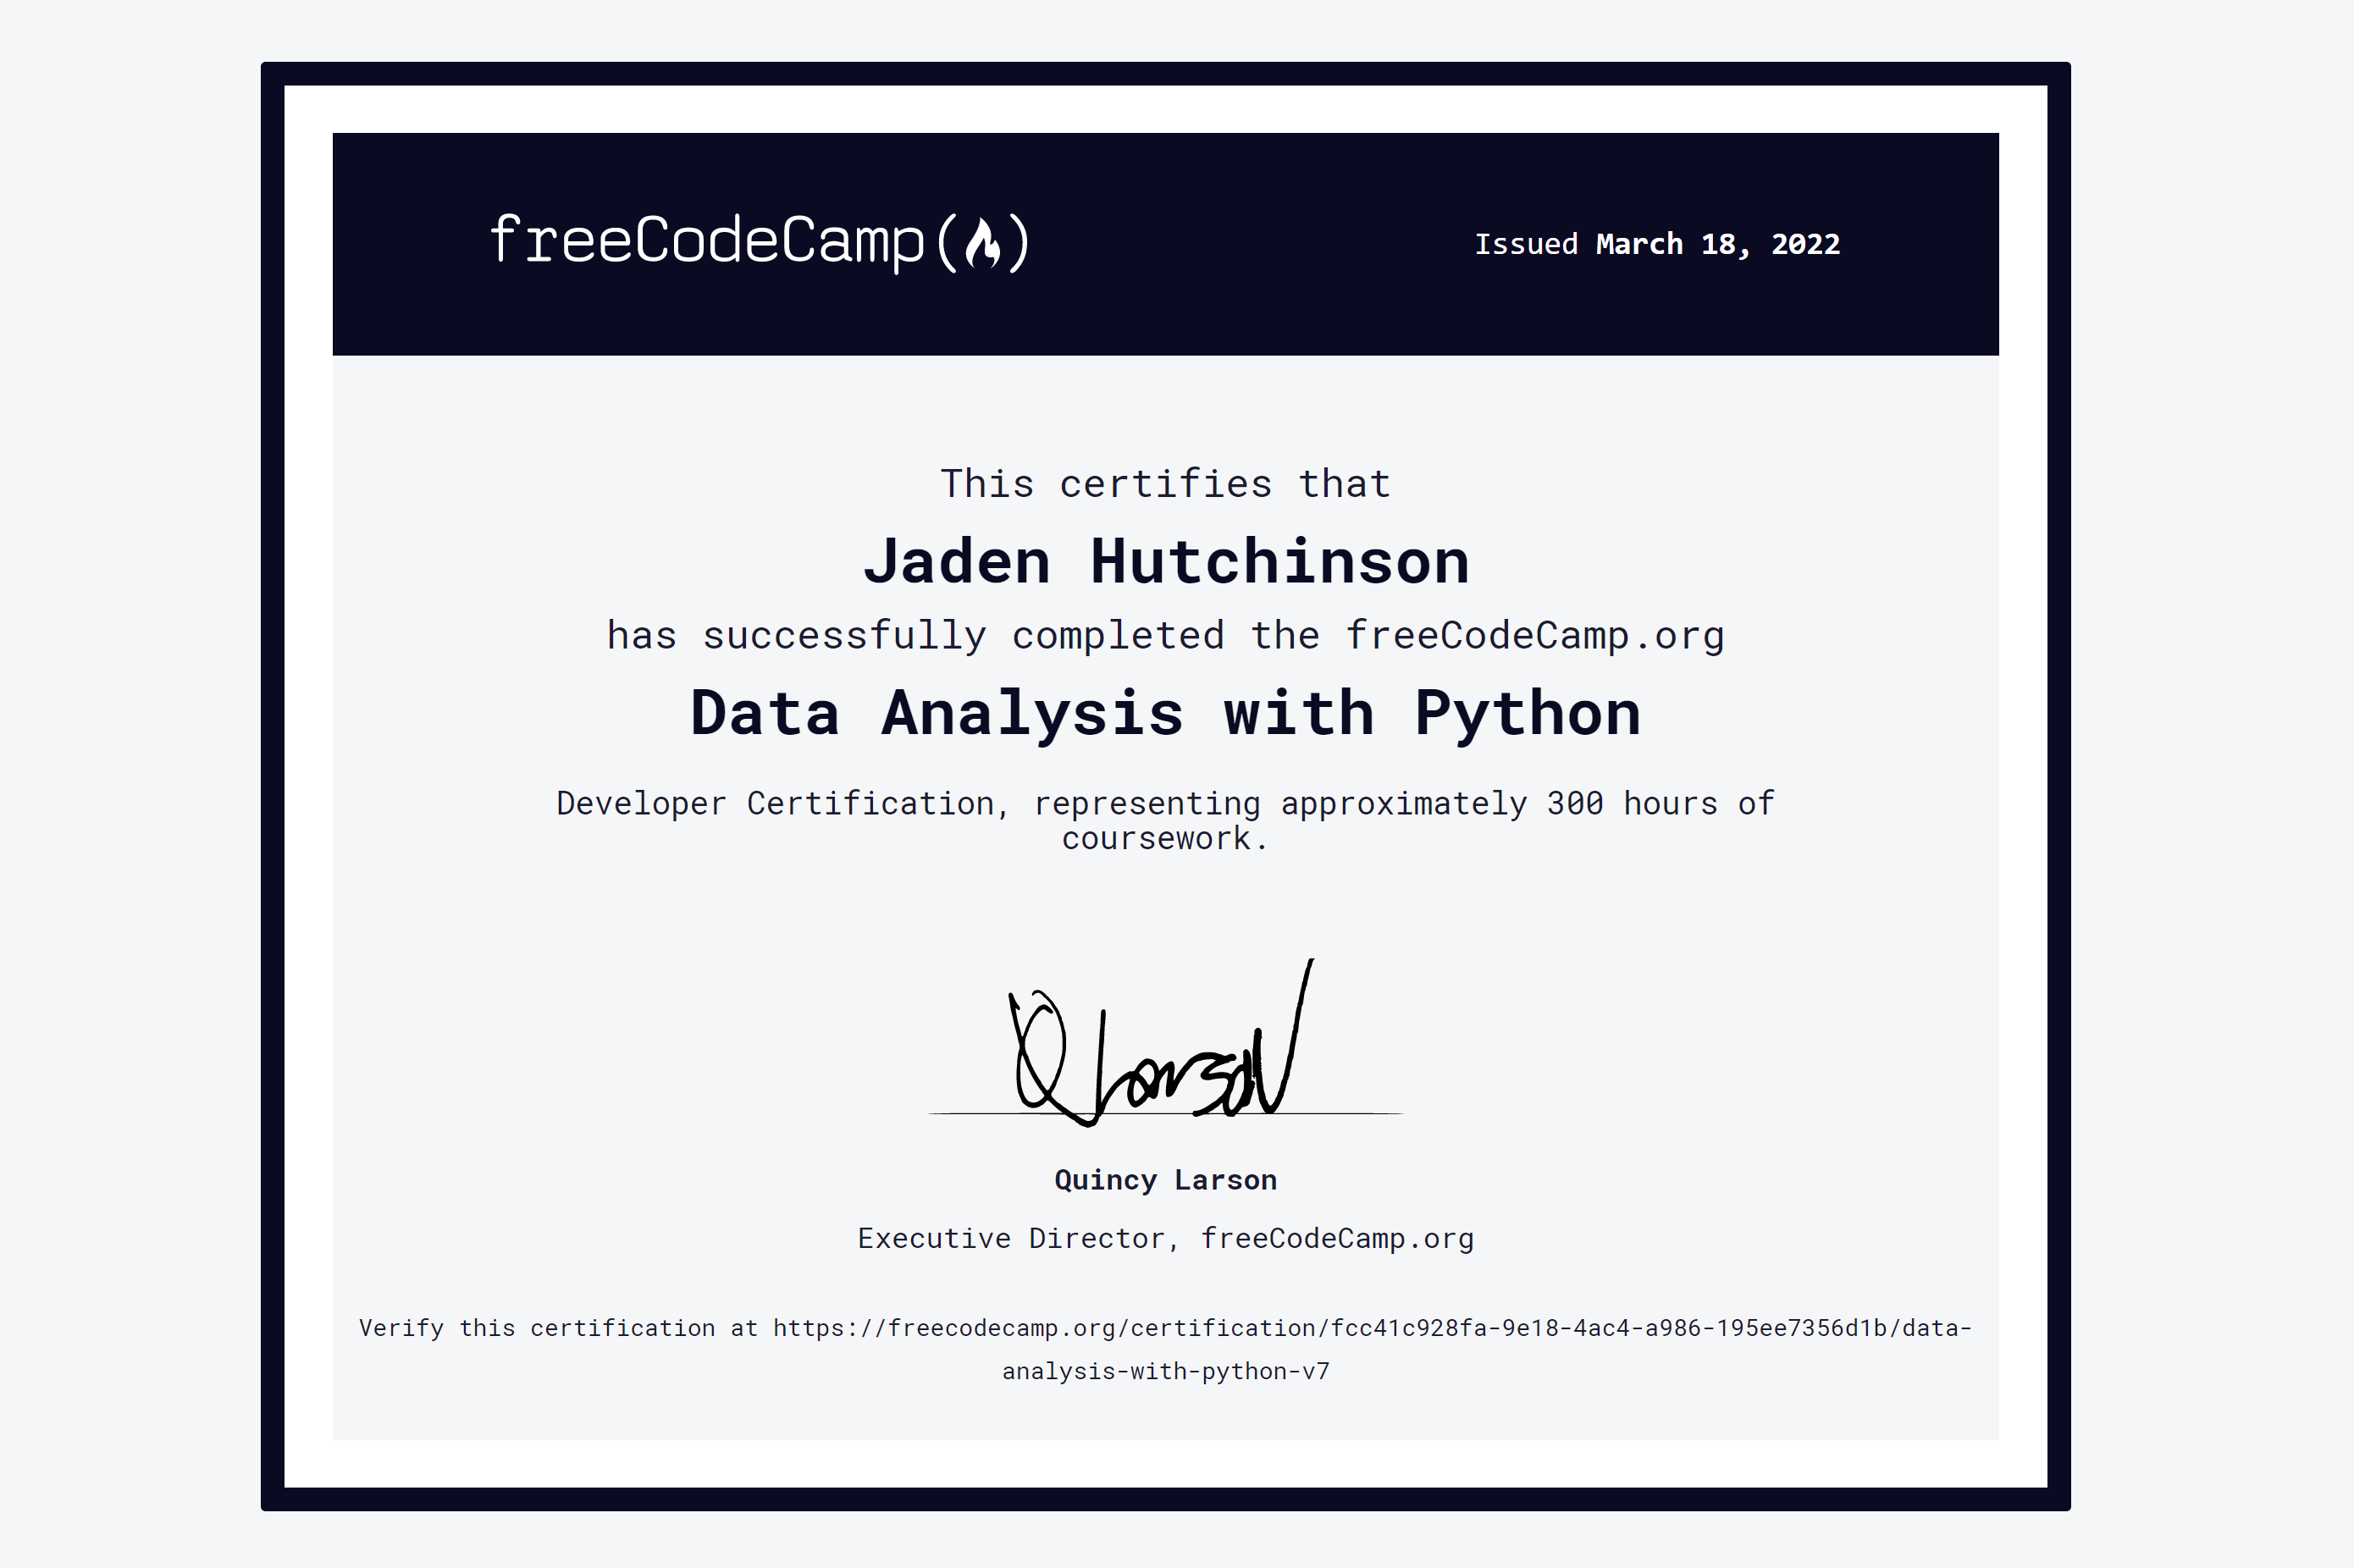 freeCodeCamp
Issued March 18, 2022
This certifies that
Jaden Hutchinson
has successfully completed the freeCodeCamp.org
Data Analysis with Python
Developer Certification, representing approximately 300 hours of
coursework.
Q Larson
Quincy Larson
Executive Director, freeCodeCamp.org
Verify this certification at https://freecodecamp.org/certification/fcc41c928fa-9e18-4ac4-a986-195ee7356d1b/data-
analysis-with-python-v7